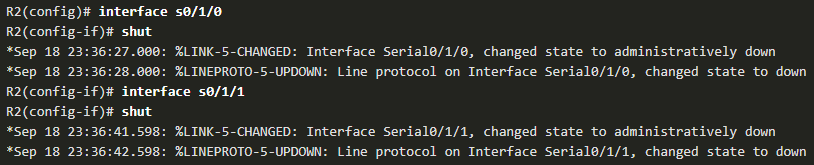 R2(config)# interface s0/1/0
R2(config-if)# shut
*Sep 18 23:36:27.000: %LINK-5-CHANGED: Interface Serial0/1/0, changed state to administratively down
*Sep 18 23:36:28.000: %LINEPROTO-5-UPDOWN: Line protocol on Interface Serial0/1/0, changed state to down
R2(config-if)# interface s0/1/1
R2(config-if)# shut
*Sep 18 23:36:41.598: %LINK-5-CHANGED: Interface Serial0/1/1, changed state to administratively down
*Sep 18 23:36:42.598: %LINEPROTO-5-UPDOWN: Line protocol on Interface Serial0/1/1, changed state to down